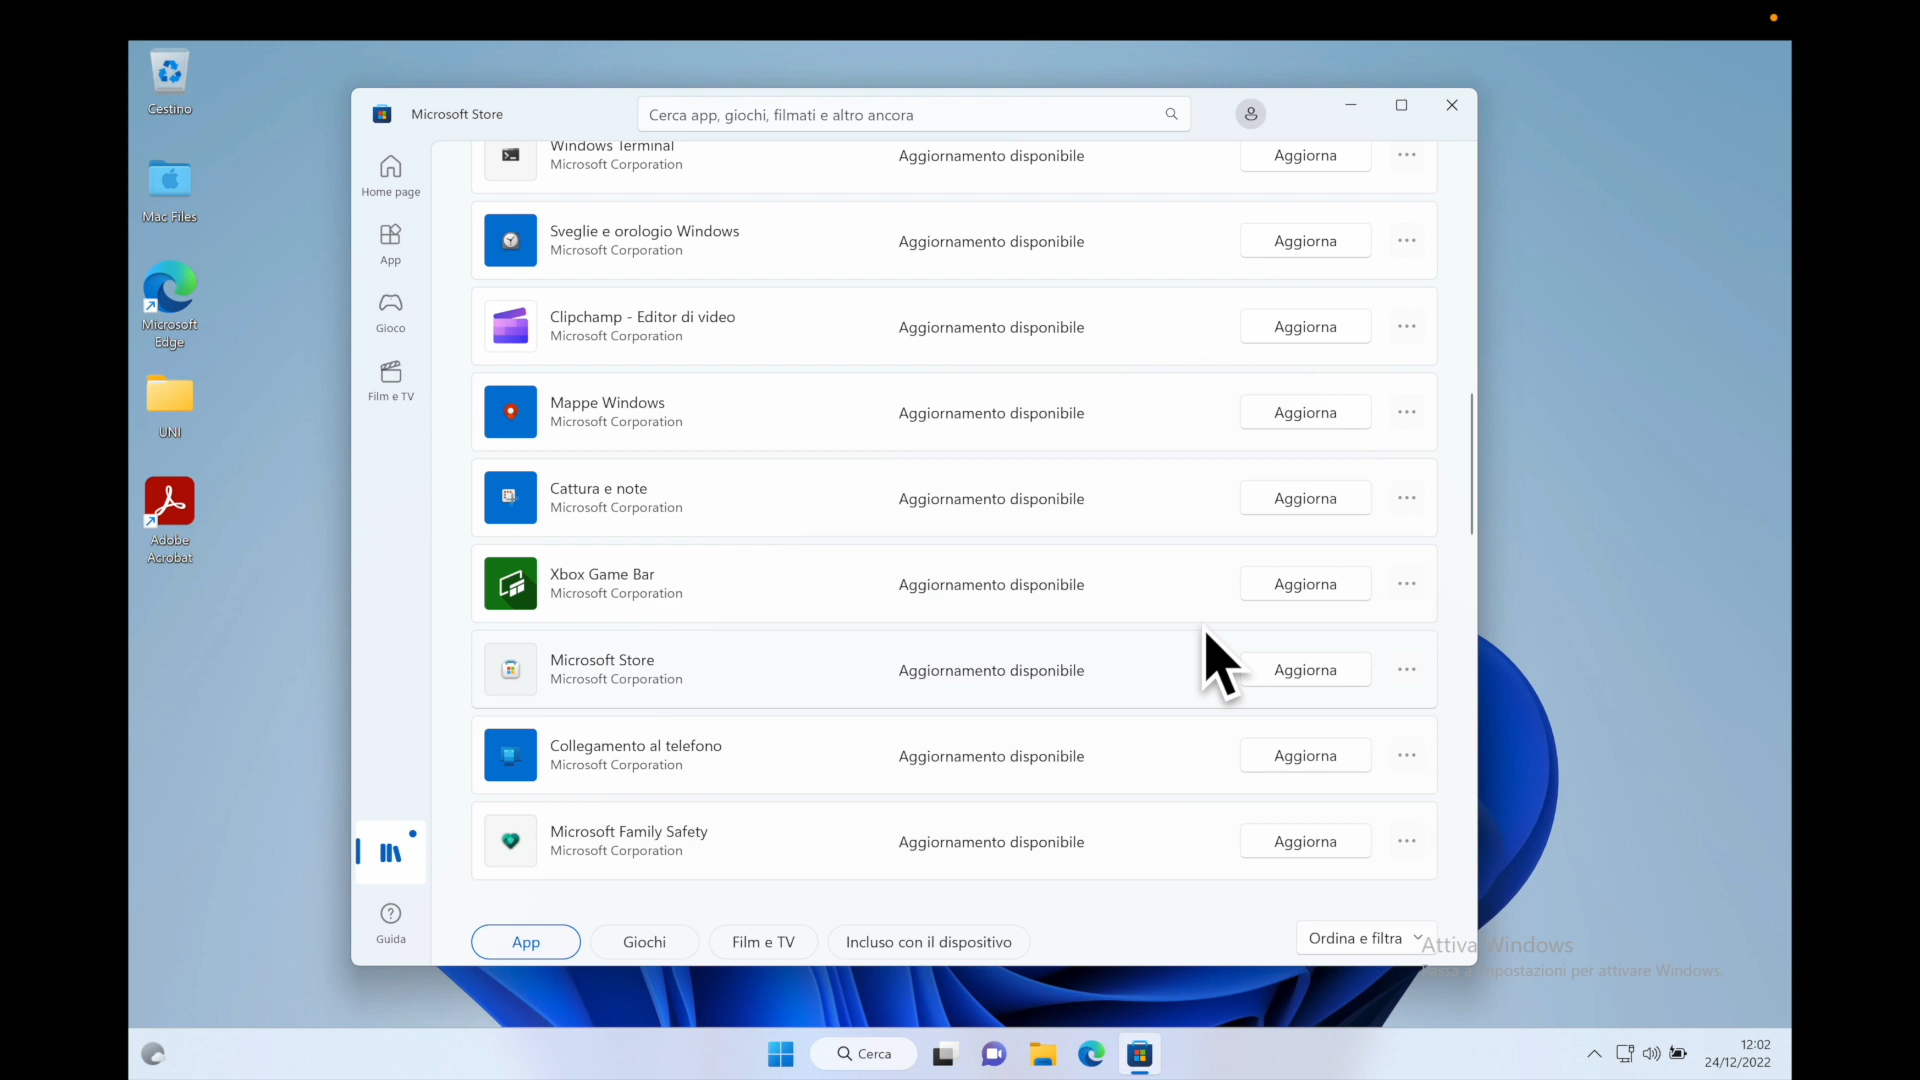 Cestino
Mac Files
Microsoft
Edge
UNI
Adobe
Acrobat
Microsoft Store
Cerca app, giochi, filmati e altro ancora
Home page
App
Gioco
Film e TV
Guida
Windows Terminal
Microsoft Corporation
Aggiornamento disponibile
Aggiorna
Sveglie e orologio Windows
Microsoft Corporation
Aggiornamento disponibile
Aggiorna
Clipchamp - Editor di video
Microsoft Corporation
Aggiornamento disponibile
Aggiorna
Mappe Windows
Microsoft Corporation
Aggiornamento disponibile
Aggiorna
Cattura e note
Microsoft Corporation
Aggiornamento disponibile
Aggiorna
Xbox Game Bar
Microsoft Corporation
Aggiornamento disponibile
Aggiorna
Microsoft Store
Microsoft Corporation
Aggiornamento disponibile
Aggiorna
Collegamento al telefono
Microsoft Corporation
Aggiornamento disponibile
Aggiorna
Microsoft Family Safety
Microsoft Corporation
Aggiornamento disponibile
Aggiorna
App
Giochi
Film e TV
Incluso con il dispositivo
Ordina e filtra
Attiva Windows
Passa a Impostazioni per attivare Windows.
Cerca
12:02
24/12/2022